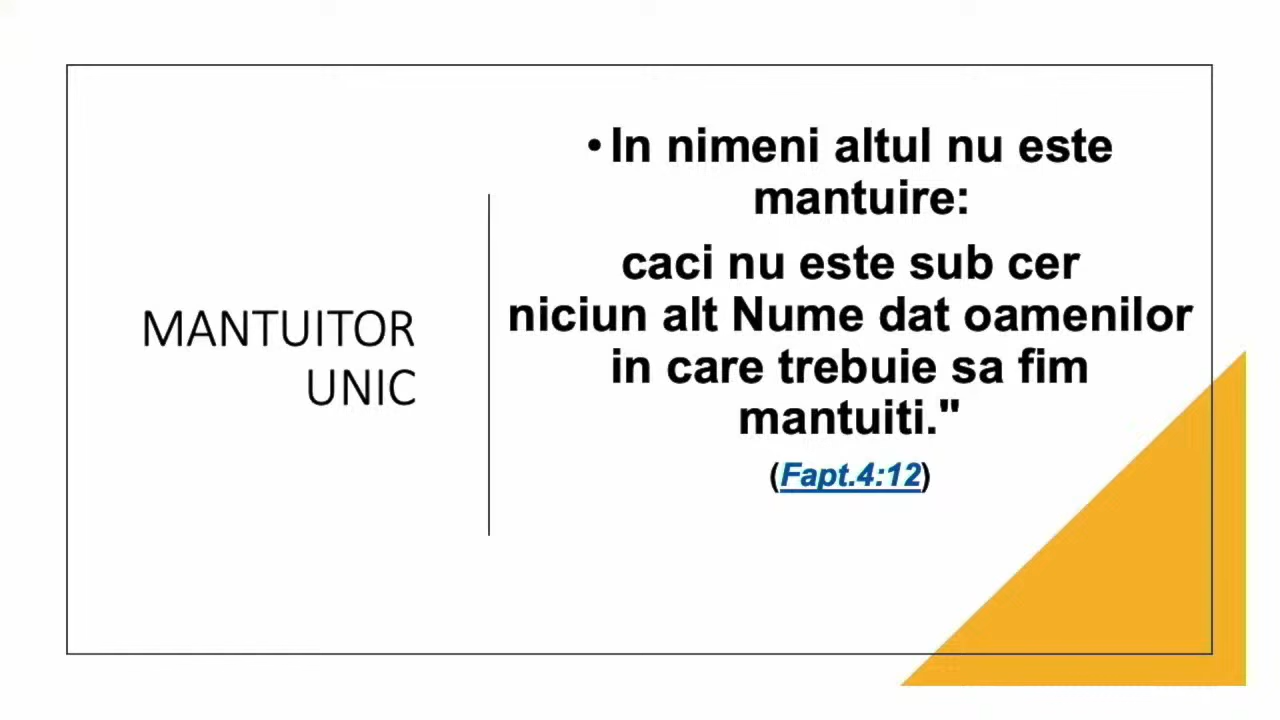 MANTUITOR
UNIC
•In nimeni altul nu este
mantuire:
caci nu este sub cer
niciun alt Nume dat oamenilor
in care trebuie sa fim
mantuiti."
(Fapt.4:12)